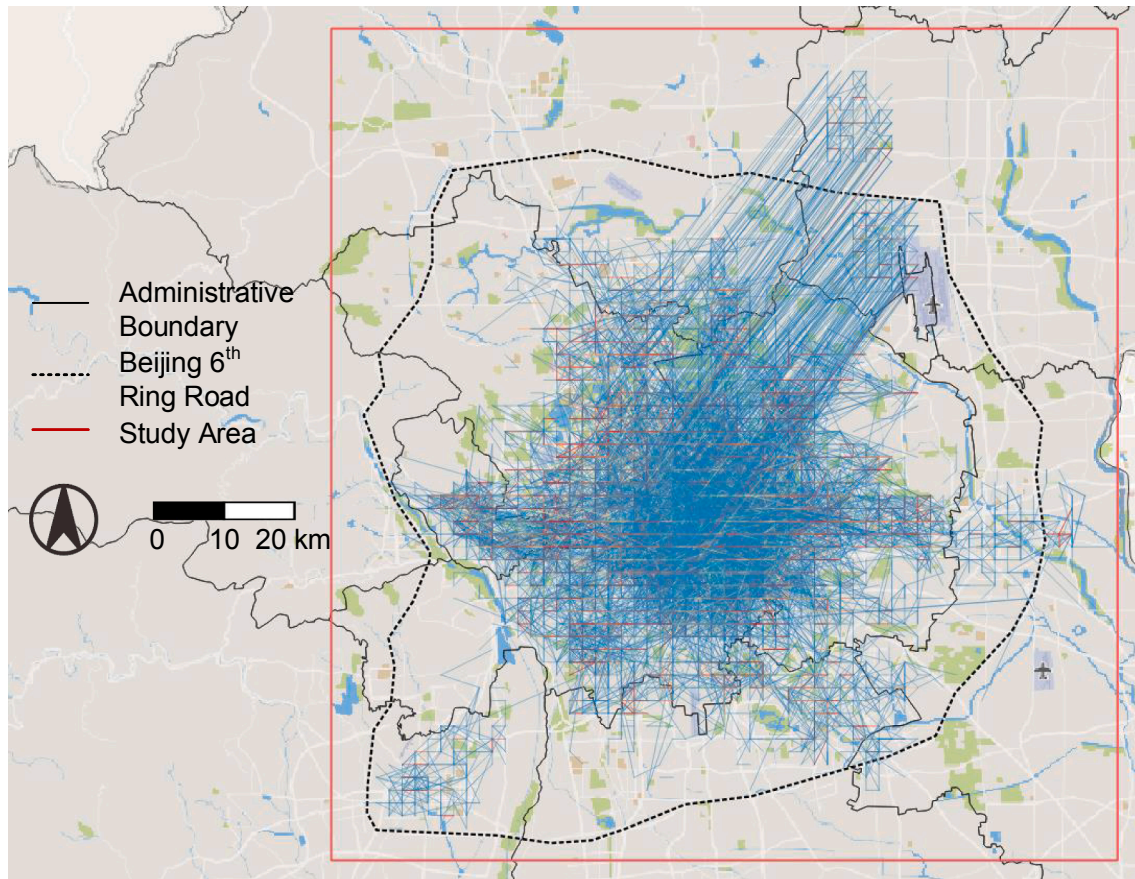 Administrative
Boundary
Beijing 6th
Ring Road
Study Area
0 10 20 km